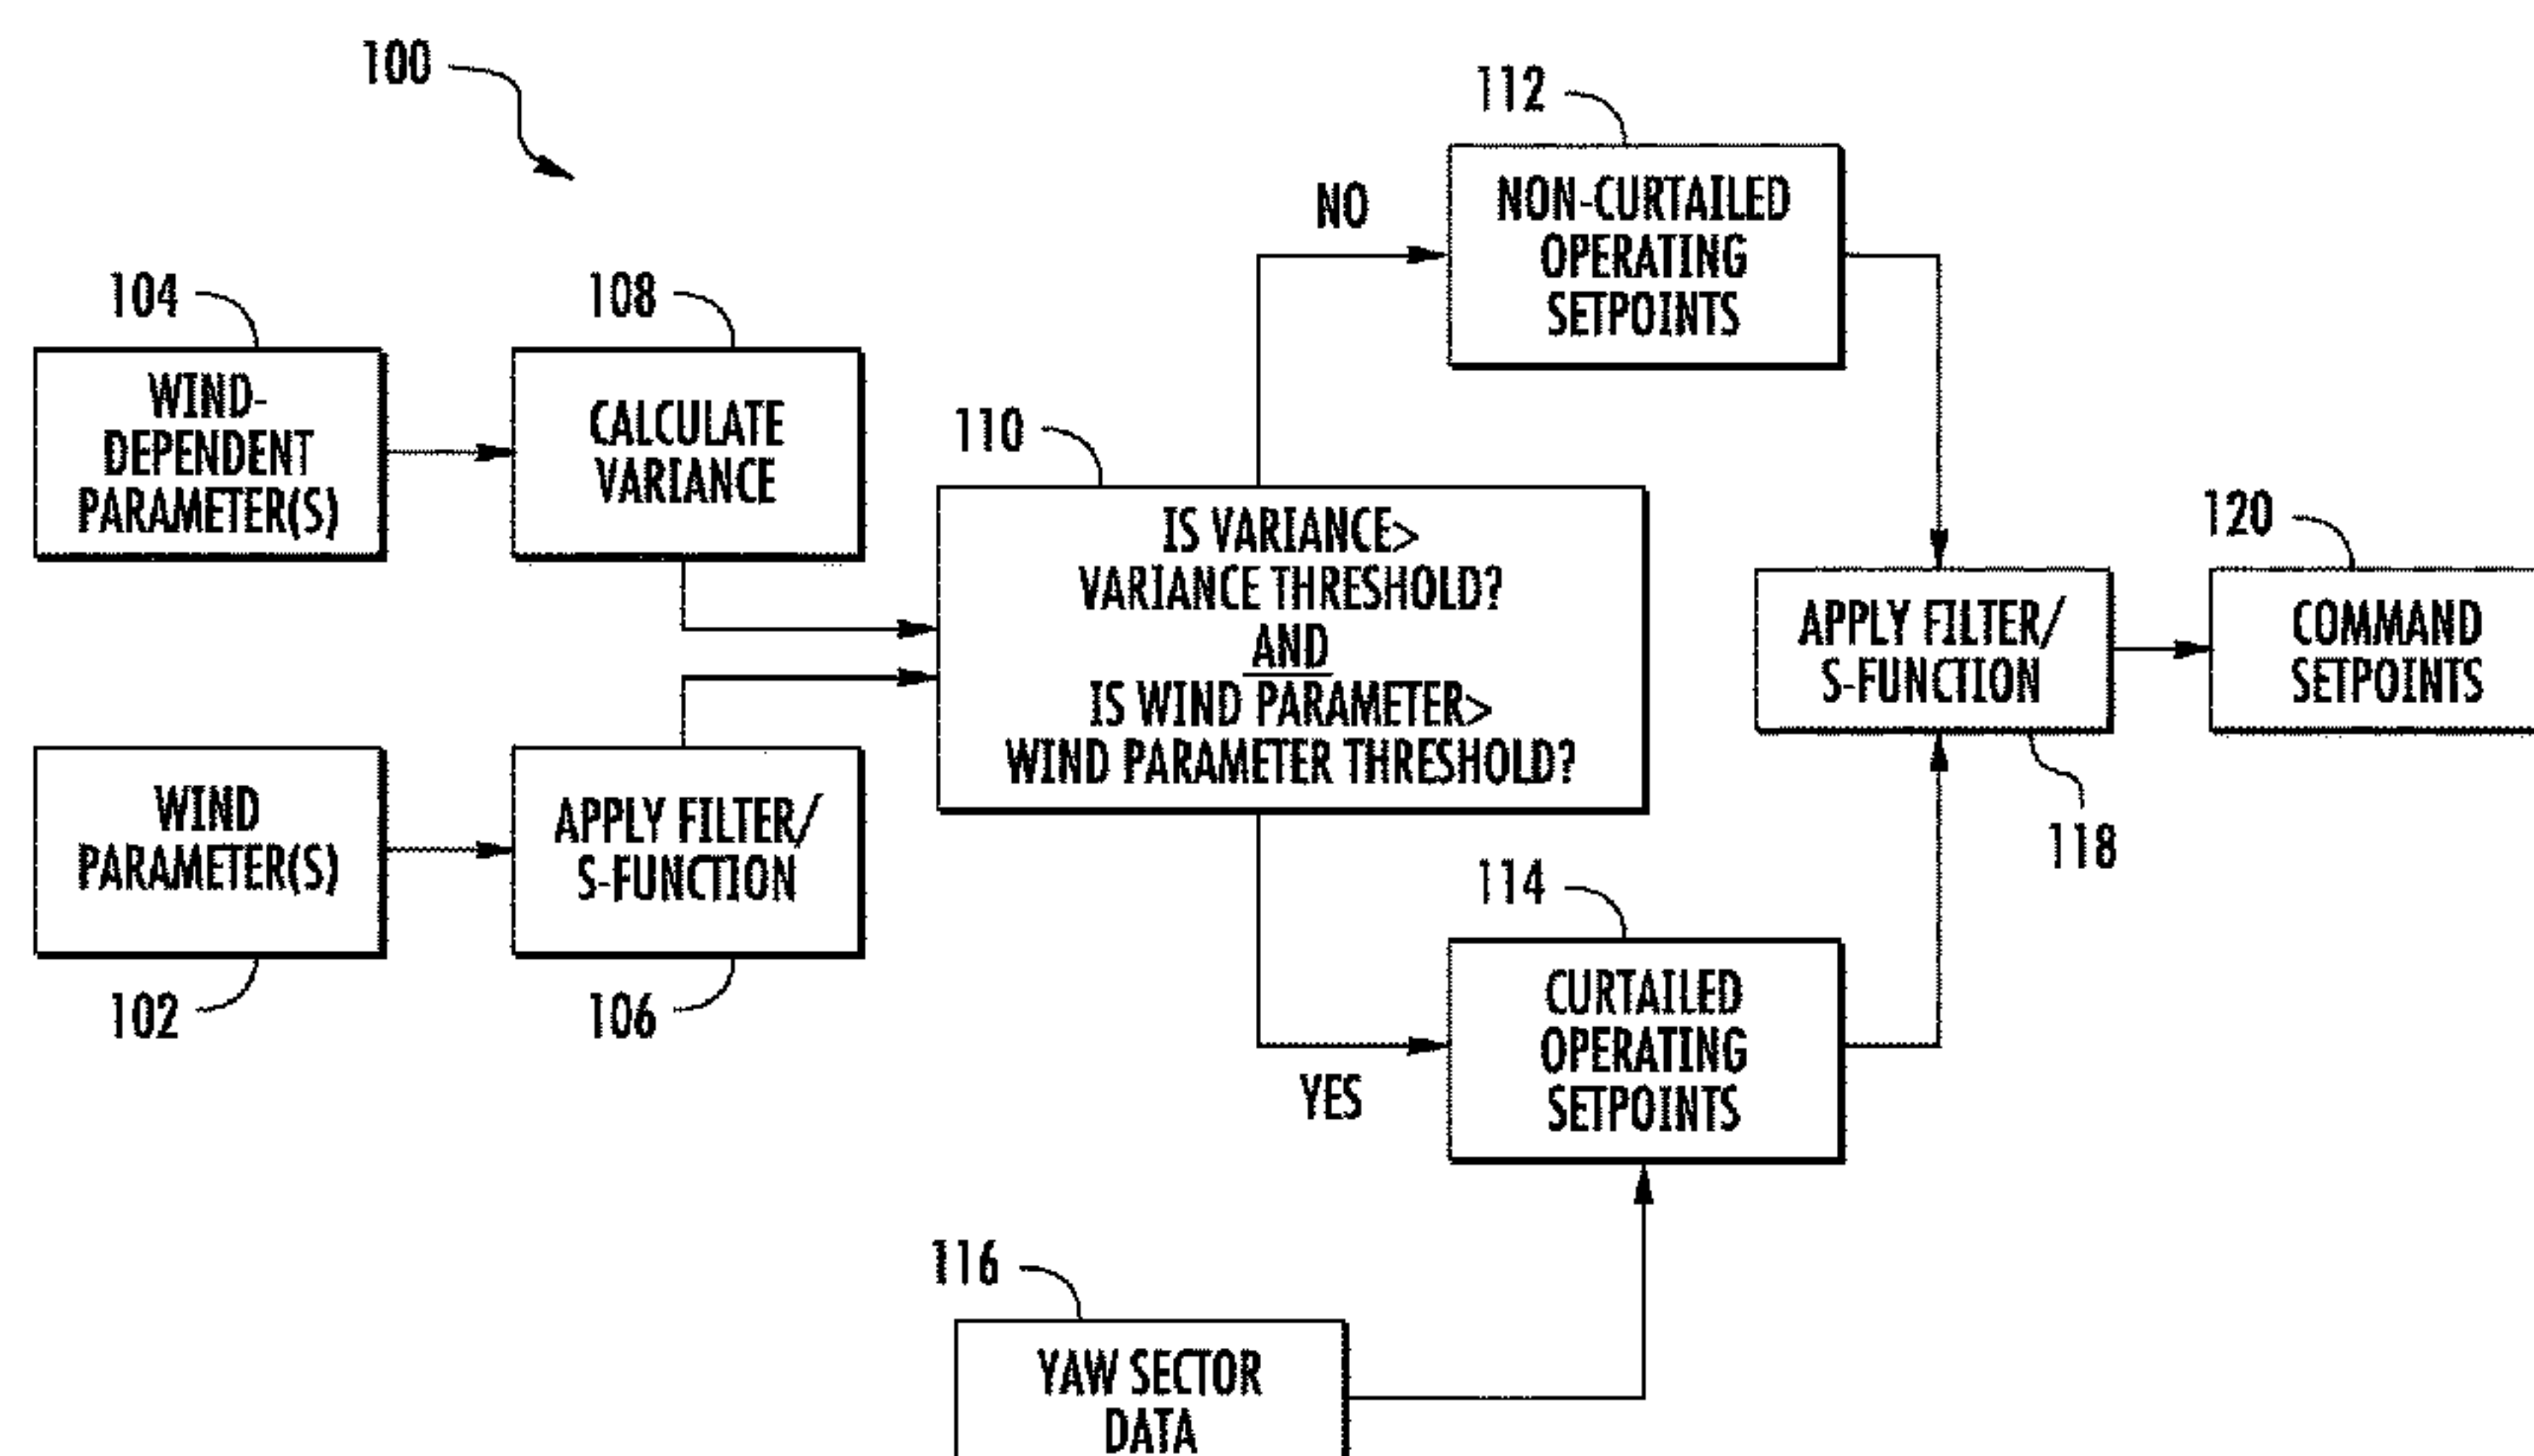 100
112
NO
NON-CURTAILED
OPERATING
SETPOINTS
104
108
WIND-
DEPENDENT
PARAMETER(S)
CALCULATE
VARIANCE
110
IS VARIANCE>
VARIANCE THRESHOLD?
AND
IS WIND PARAMETER>
WIND PARAMETER THRESHOLD?
120
APPLY FILTER/
S-FUNCTION
COMMAND
SETPOINTS
118
WIND
PARAMETER(S)
APPLY FILTER/
S-FUNCTION
102
106
114
CURTAILED
OPERATING
SETPOINTS
YES
116
YAW SECTOR
DATA